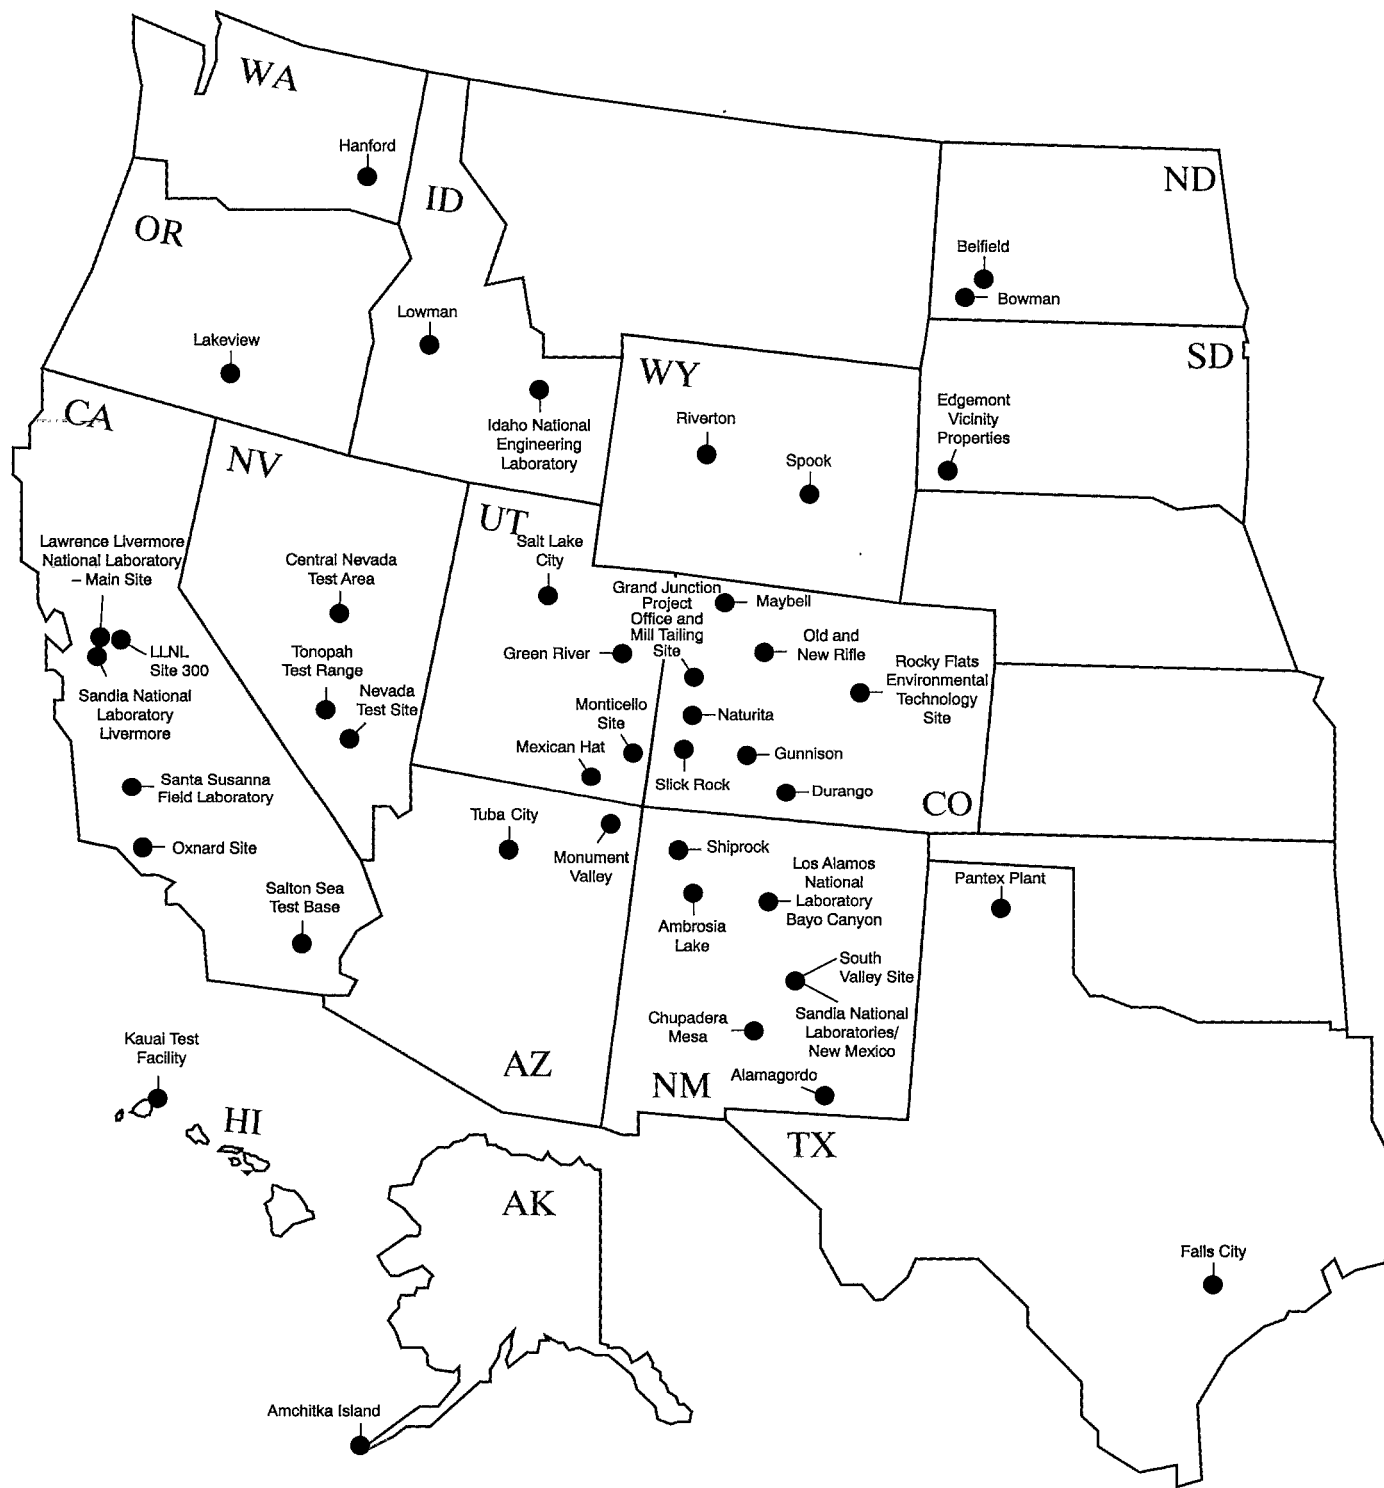 WA
Hanford
ID
ND
OR
Belfield
Bowman
Lowman
Lakeview
SD
WY
CA
Edgemont
Vicinity
Properties
Riverton
Idaho National
Engineering
Laboratory
NV
Spook
UT
Salt Lake
City
Lawrence Livermore
National Laboratory
– Main Site
Central Nevada
Test Area
Grand Junction
Project
Office and
Mill Tailing
Site
Maybell
Old and
New Rifle
LLNL
Site 300
Tonopah
Test Range
Green River
Rocky Flats
Environmental
Technology
Site
Sandia National
Laboratory
Livermore
Nevada
Test Site
Monticello
Site
Naturita
Mexican Hat
Gunnison
Slick Rock
Santa Susanna
Field Laboratory
Durango
CO
Tuba City
Oxnard Site
Monument
Valley
Shiprock
Los Alamos
National
Laboratory
Bayo Canyon
Pantex Plant
Salton Sea
Test Base
Ambrosia
Lake
South
Valley Site
Chupadera
Mesa
Sandia National
Laboratories/
New Mexico
Kauai Test
Facility
AZ
NM
Alamagordo
HI
TX
AK
Falls City
Amchitka Island